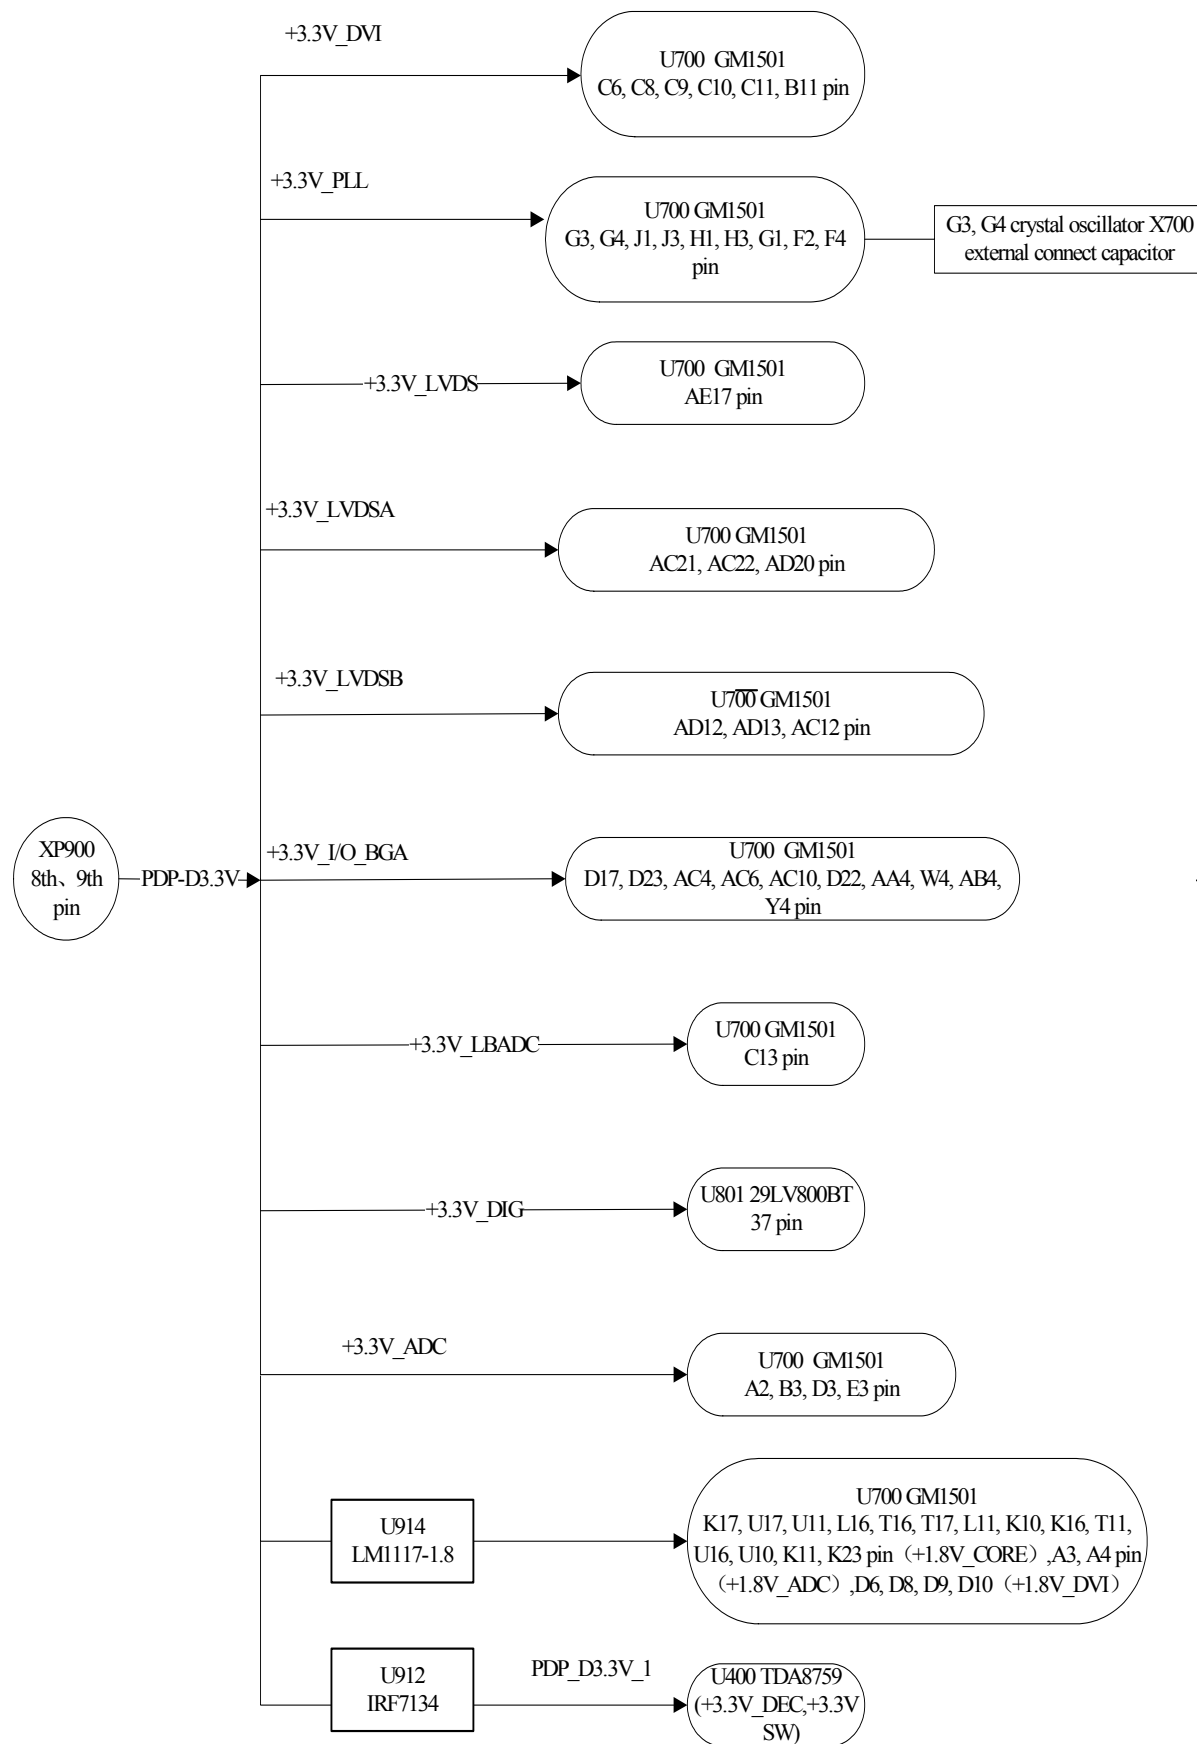 +3.3V_DVI
U700 GM1501
C6, C8, C9, C10, C11, B11 pin
+3.3V_PLL
U700 GM1501
G3, G4, J1, J3, H1, H3, G1, F2, F4
pin
G3, G4 crystal oscillator X700
external connect capacitor
+3.3V_LVDS
U700 GM1501
AE17 pin
+3.3V_LVDSA
U700 GM1501
AC21, AC22, AD20 pin
+3.3V_LVDSB
U700 GM1501
AD12, AD13, AC12 pin
XP900
8th、9th
pin
PDP-D3.3V
+3.3V_I/O_BGA
U700 GM1501
D17, D23, AC4, AC6, AC10, D22, AA4, W4, AB4,
Y4 pin
+3.3V_LBADC
U700 GM1501
C13 pin
+3.3V_DIG
U801 29LV800BT
37 pin
+3.3V_ADC
U700 GM1501
A2, B3, D3, E3 pin
U914
LM1117-1.8
U700 GM1501
K17, U17, U11, L16, T16, T17, L11, K10, K16, T11,
U16, U10, K11, K23 pin（+1.8V_CORE）,A3, A4 pin
（+1.8V_ADC）,D6, D8, D9, D10（+1.8V_DVI）
U912
IRF7134
PDP_D3.3V_1
U400 TDA8759
(+3.3V_DEC,+3.3V
SW)